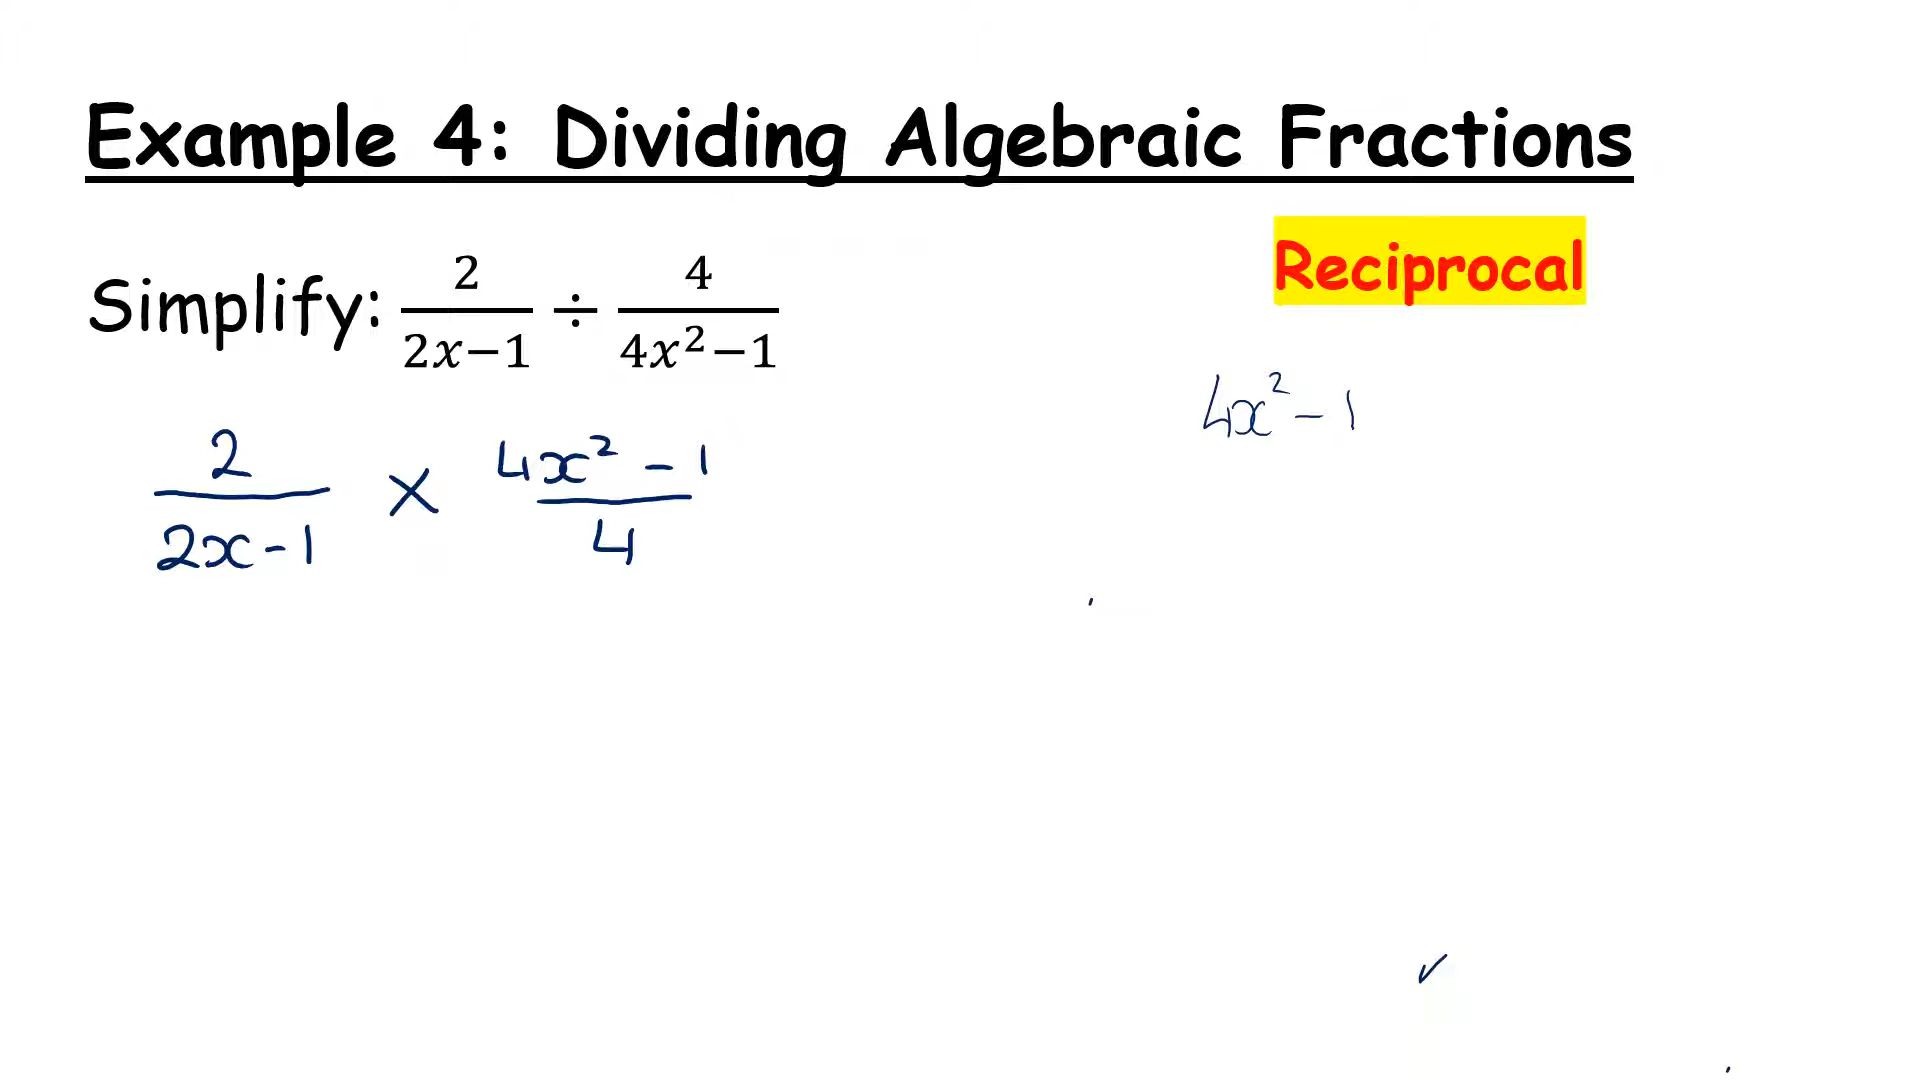 Example 4: Dividing Algebraic Fractions
Reciprocal
Simplify: 2/(2x−1) ÷ 4/(4x²−1)
4x² − 1
2/(2x−1) × (4x² − 1)/4